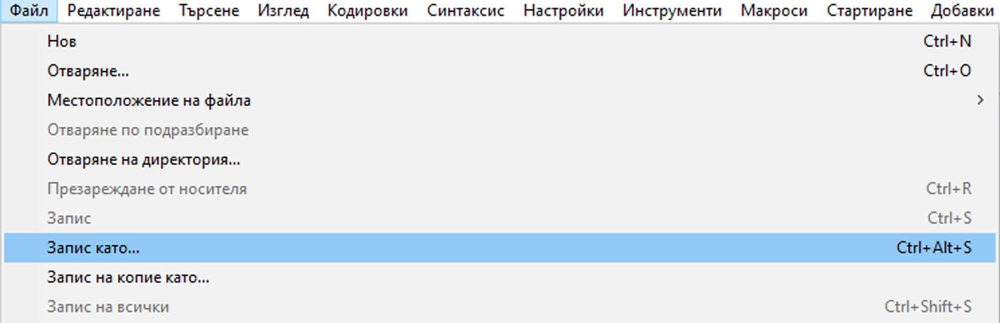 Файл Редактиране Търсене Изглед Кодировки Синтаксис Настройки Инструменти Макроси Стартиране Добавки
Нов Ctrl+N
Отваряне... Ctrl+O
Местоположение на файла
Отваряне по подразбиране
Отваряне на директория...
Презареждане от носителя Ctrl+R
Запис Ctrl+S
Запис като... Ctrl+Alt+S
Запис на копие като...
Запис на всички Ctrl+Shift+S